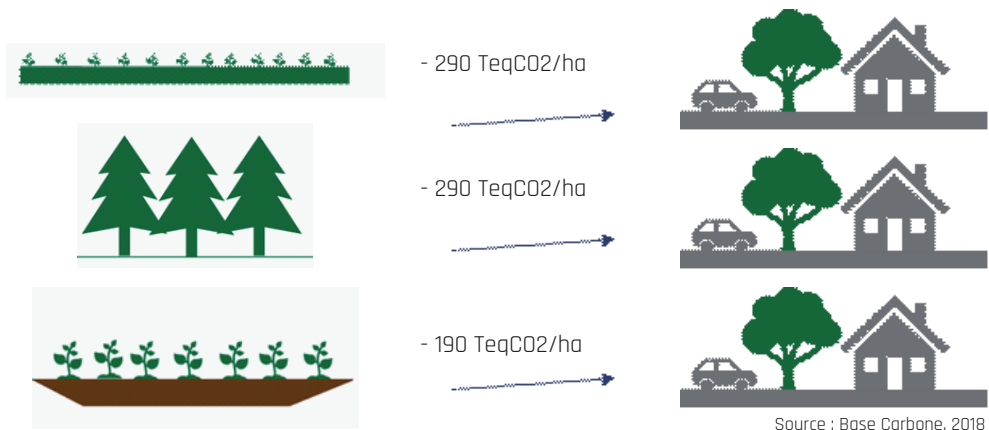 - 290 TeqCO2/ha
- 290 TeqCO2/ha
- 190 TeqCO2/ha
Source : Base Carbone, 2018